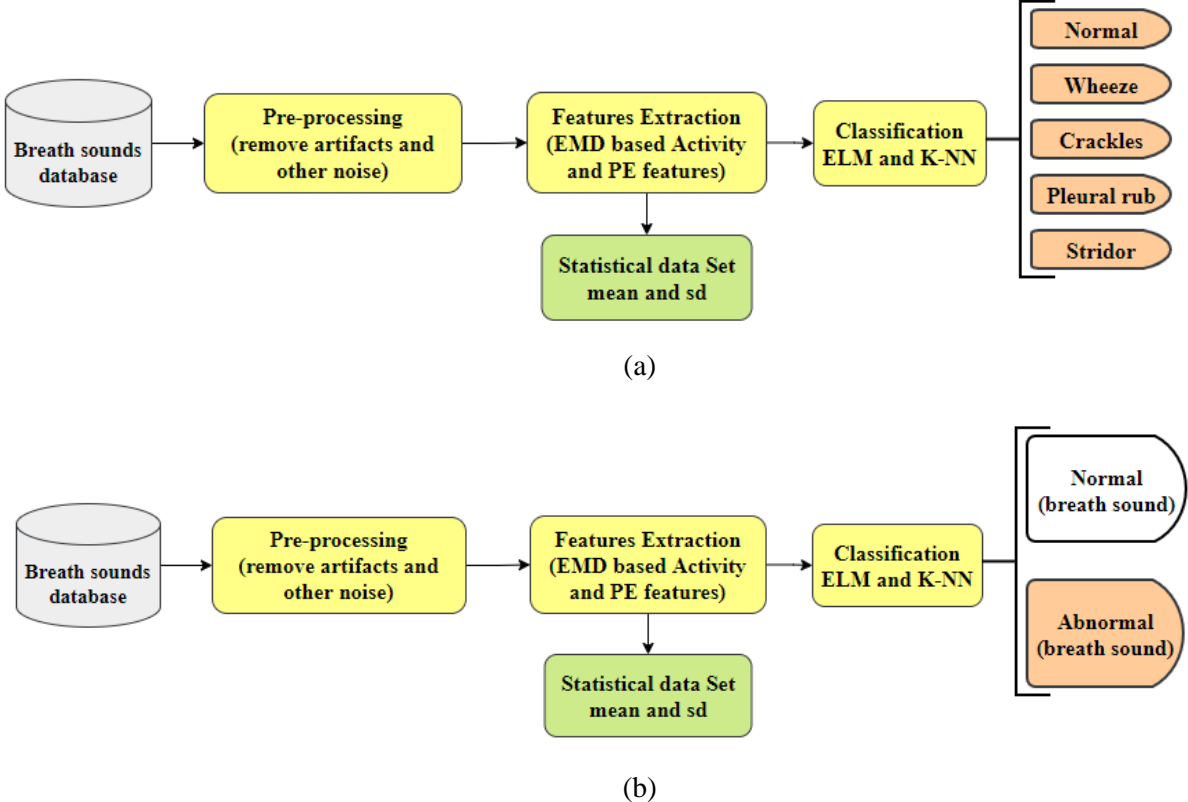 Breath sounds
database
Pre-processing
(remove artifacts and
other noise)
Features Extraction
(EMD based Activity
and PE features)
Statistical data Set
mean and sd
Classification
ELM and K-NN
Normal
Wheeze
Crackles
Pleural rub
Stridor
(a)
Breath sounds
database
Pre-processing
(remove artifacts and
other noise)
Features Extraction
(EMD based Activity
and PE features)
Statistical data Set
mean and sd
Classification
ELM and K-NN
Normal
(breath sound)
Abnormal
(breath sound)
(b)